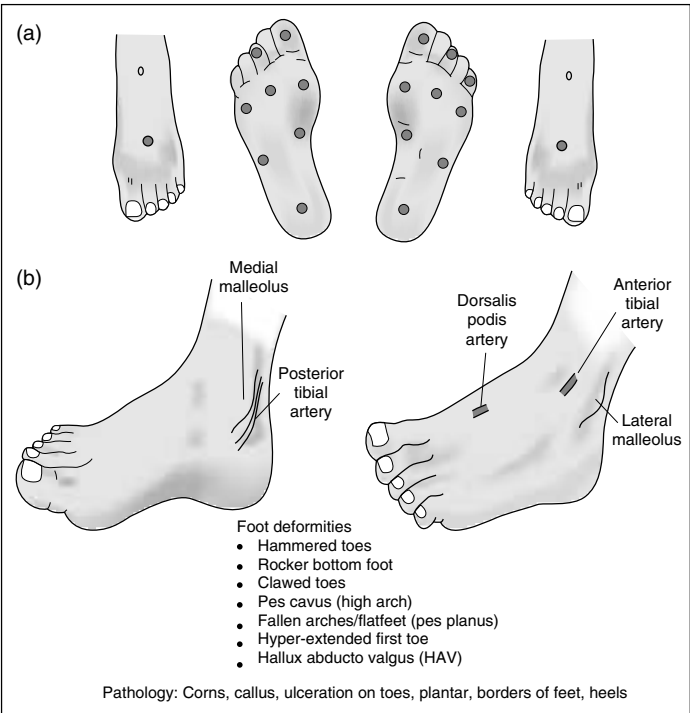 (a)
(b)
Medial
malleolus
Posterior
tibial
artery
Dorsalis
podis
artery
Anterior
tibial
artery
Lateral
malleolus
Foot deformities
• Hammered toes
• Rocker bottom foot
• Clawed toes
• Pes cavus (high arch)
• Fallen arches/flatfeet (pes planus)
• Hyper-extended first toe
• Hallux abducto valgus (HAV)
Pathology: Corns, callus, ulceration on toes, plantar, borders of feet, heels